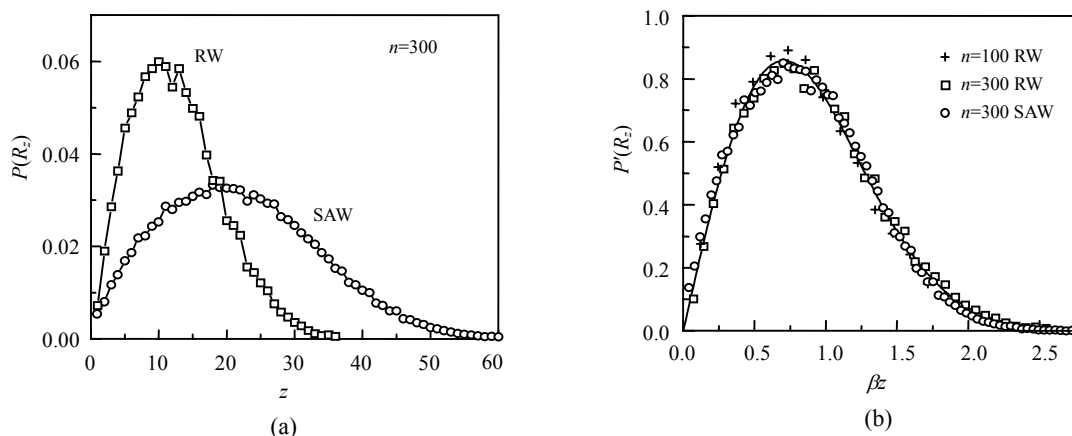 0.06
0.04
0.02
0.00
P(R_z)
RW
n=300
SAW
0 10 20 30 40 50 60
z
(a)
1.0
0.8
0.6
0.4
0.2
0.0
P'(R_z)
n=100 RW
n=300 RW
n=300 SAW
0.0 0.5 1.0 1.5 2.0 2.5
βz
(b)